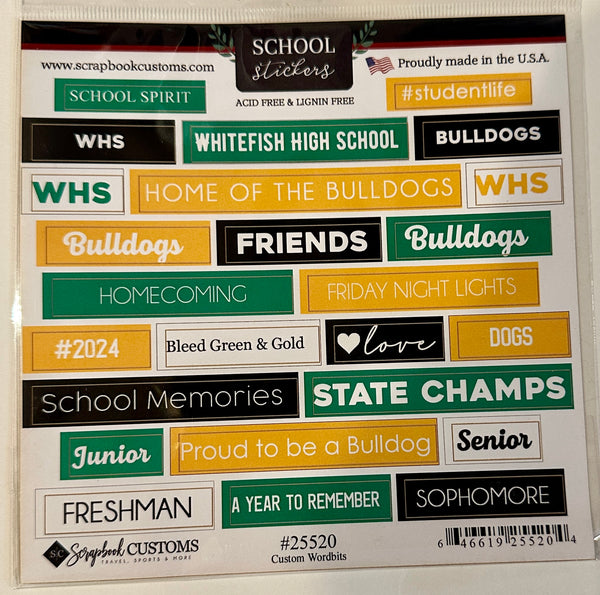 SCHOOL
stickers
www.scrapbookcustoms.com
Proudly made in the U.S.A.
ACID FREE & LIGNIN FREE
SCHOOL SPIRIT
#studentlife
WHS
WHITEFISH HIGH SCHOOL
BULLDOGS
WHS
HOME OF THE BULLDOGS
WHS
Bulldogs
FRIENDS
Bulldogs
HOMECOMING
FRIDAY NIGHT LIGHTS
#2024
Bleed Green & Gold
love
DOGS
School Memories
STATE CHAMPS
Junior
Proud to be a Bulldog
Senior
FRESHMAN
A YEAR TO REMEMBER
SOPHOMORE
SC
Scrapbook CUSTOMS
TRAVEL, SPORTS & MORE
#25520
Custom Wordbits
6 46619 25520 4